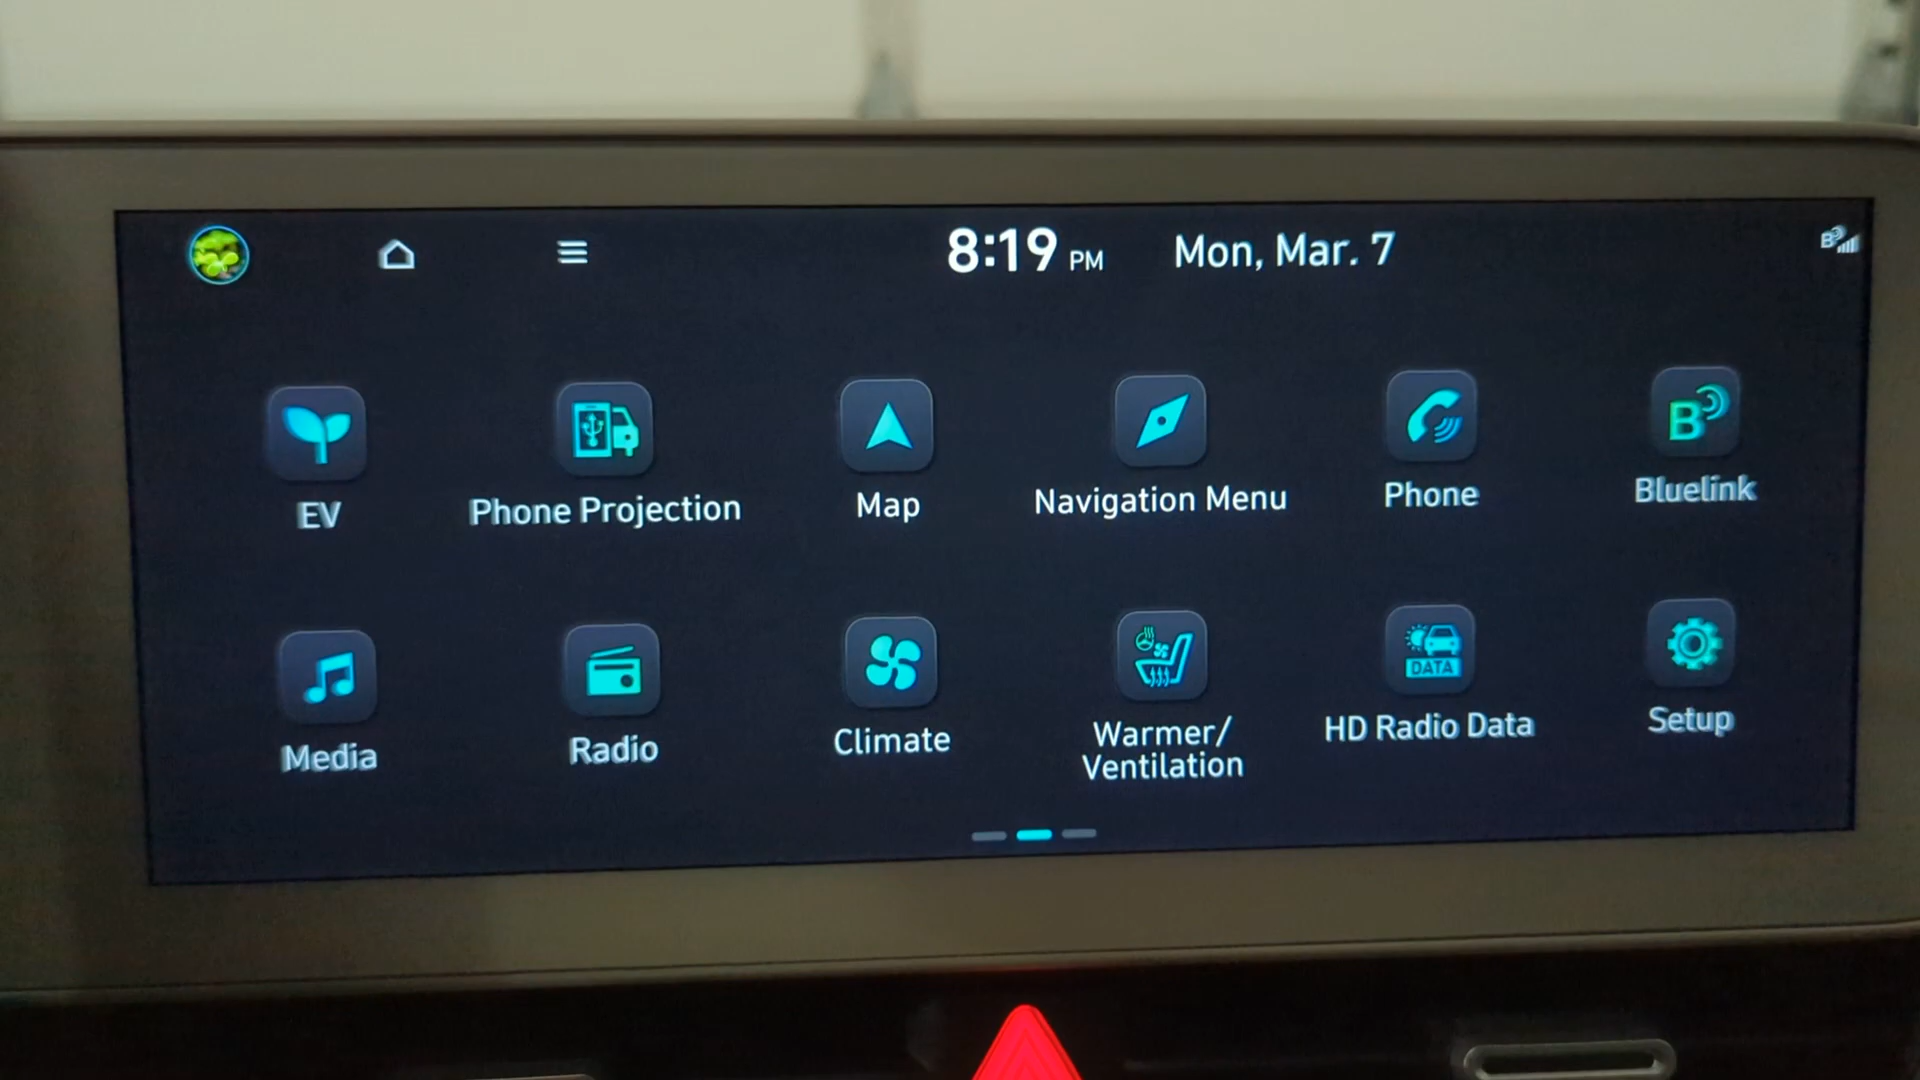 8:19 PM Mon, Mar. 7 B
EV Phone Projection Map Navigation Menu Phone B Bluelink
Media Radio Climate Warmer/
Ventilation DATA HD Radio Data Setup